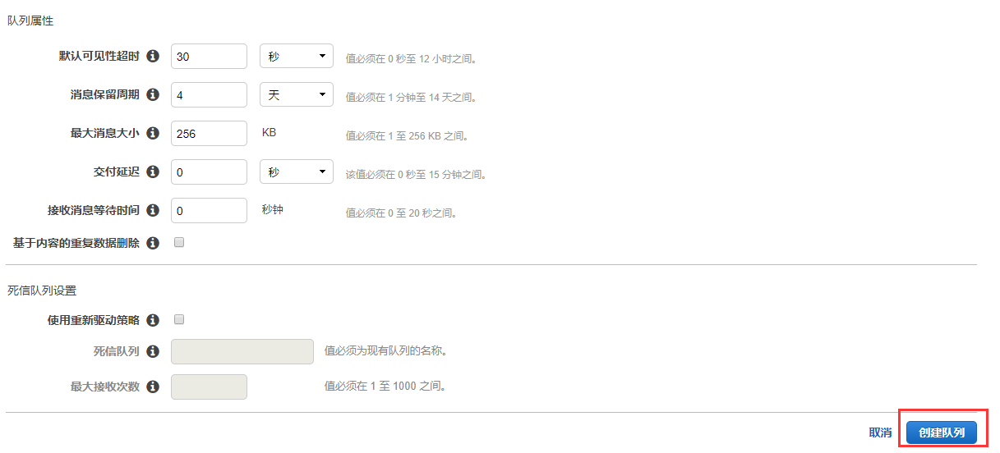 队列属性
默认可见性超时 30 秒 值必须在 0 秒至 12 小时之间。
消息保留周期 4 天 值必须在 1 分钟至 14 天之间。
最大消息大小 256 KB 值必须在 1 至 256 KB 之间。
交付延迟 0 秒 该值必须在 0 秒至 15 分钟之间。
接收消息等待时间 0 秒钟 值必须在 0 至 20 秒之间。
基于内容的重复数据删除
死信队列设置
使用重新驱动策略
死信队列 值必须为现有队列的名称。
最大接收次数 值必须在 1 至 1000 之间。
取消 创建队列